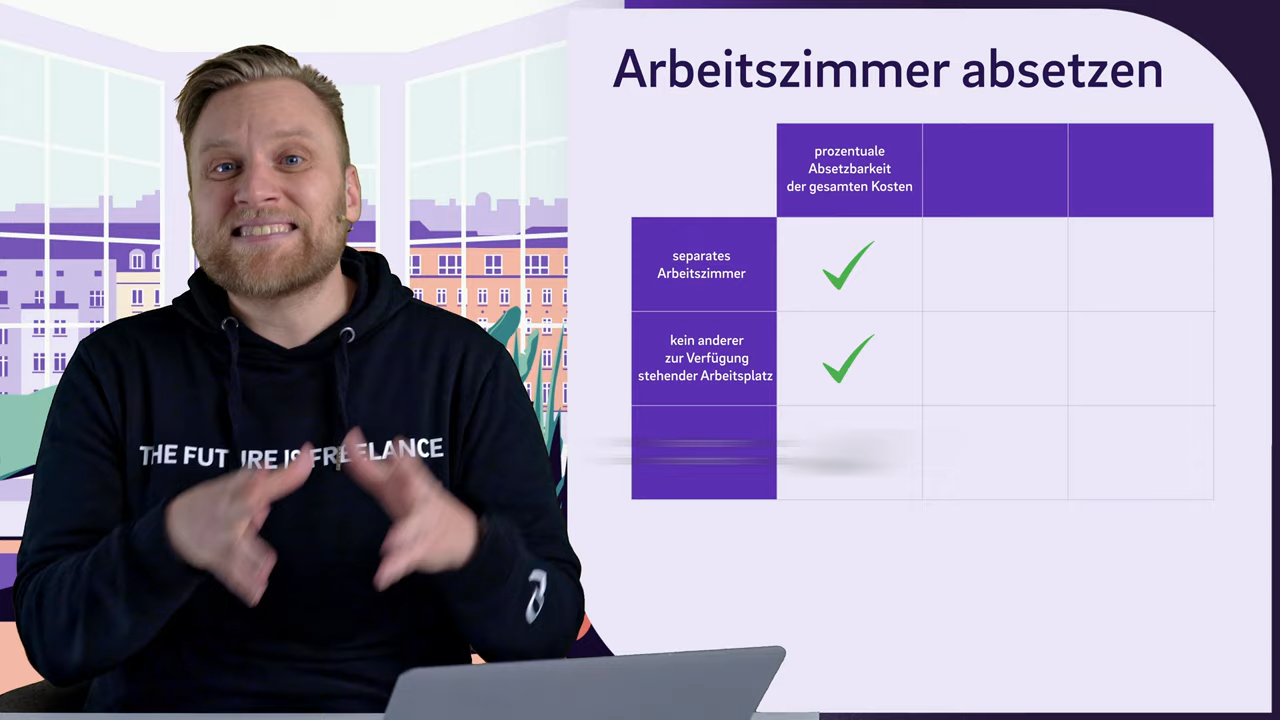 Arbeitszimmer absetzen
prozentuale
Absetzbarkeit
der gesamten Kosten
separates
Arbeitszimmer
kein anderer
zur Verfügung
stehender Arbeitsplatz
THE FUTURE IS FREELANCE